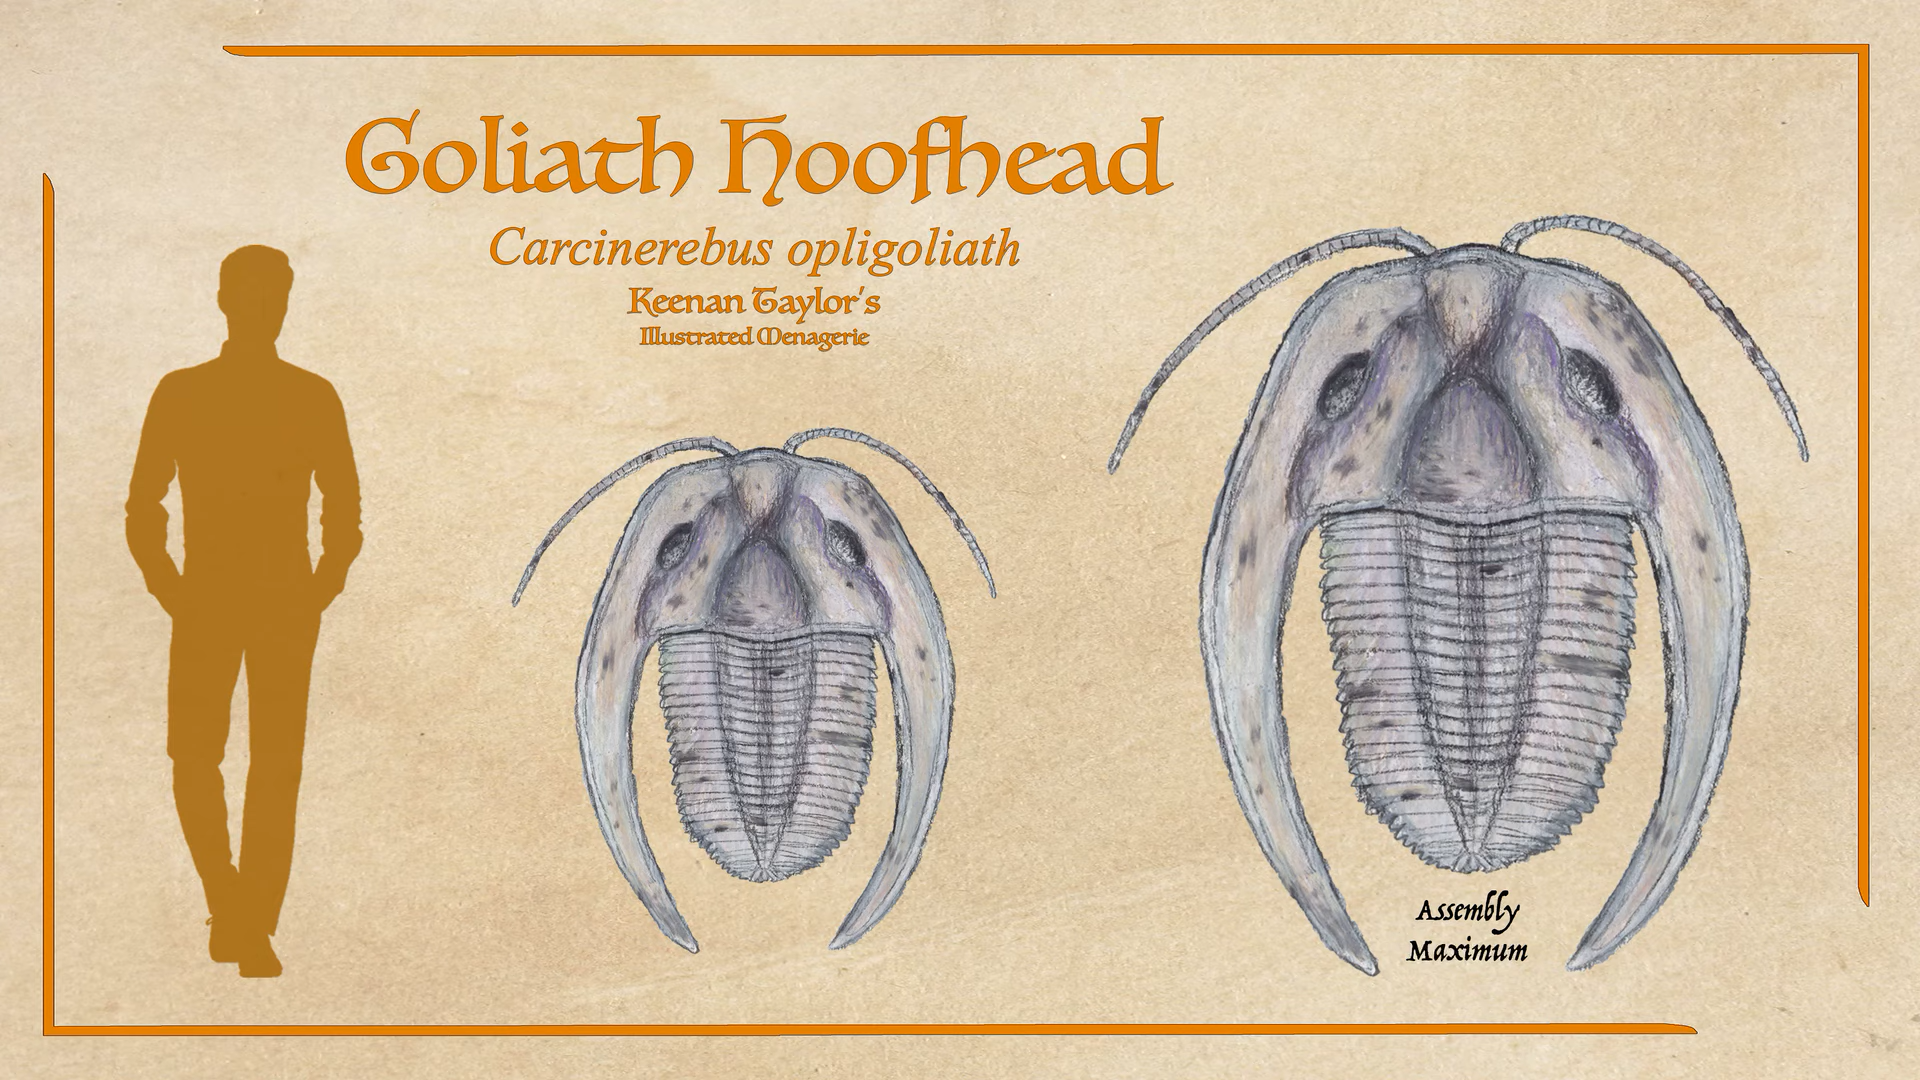 Goliath Hoofhead
Carcinerebus opligoliath
Keenan Taylor's
Illustrated Menagerie
Assembly
Maximum